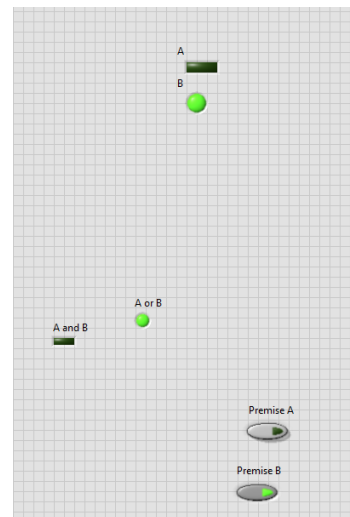 A
B
A or B
A and B
Premise A
Premise B